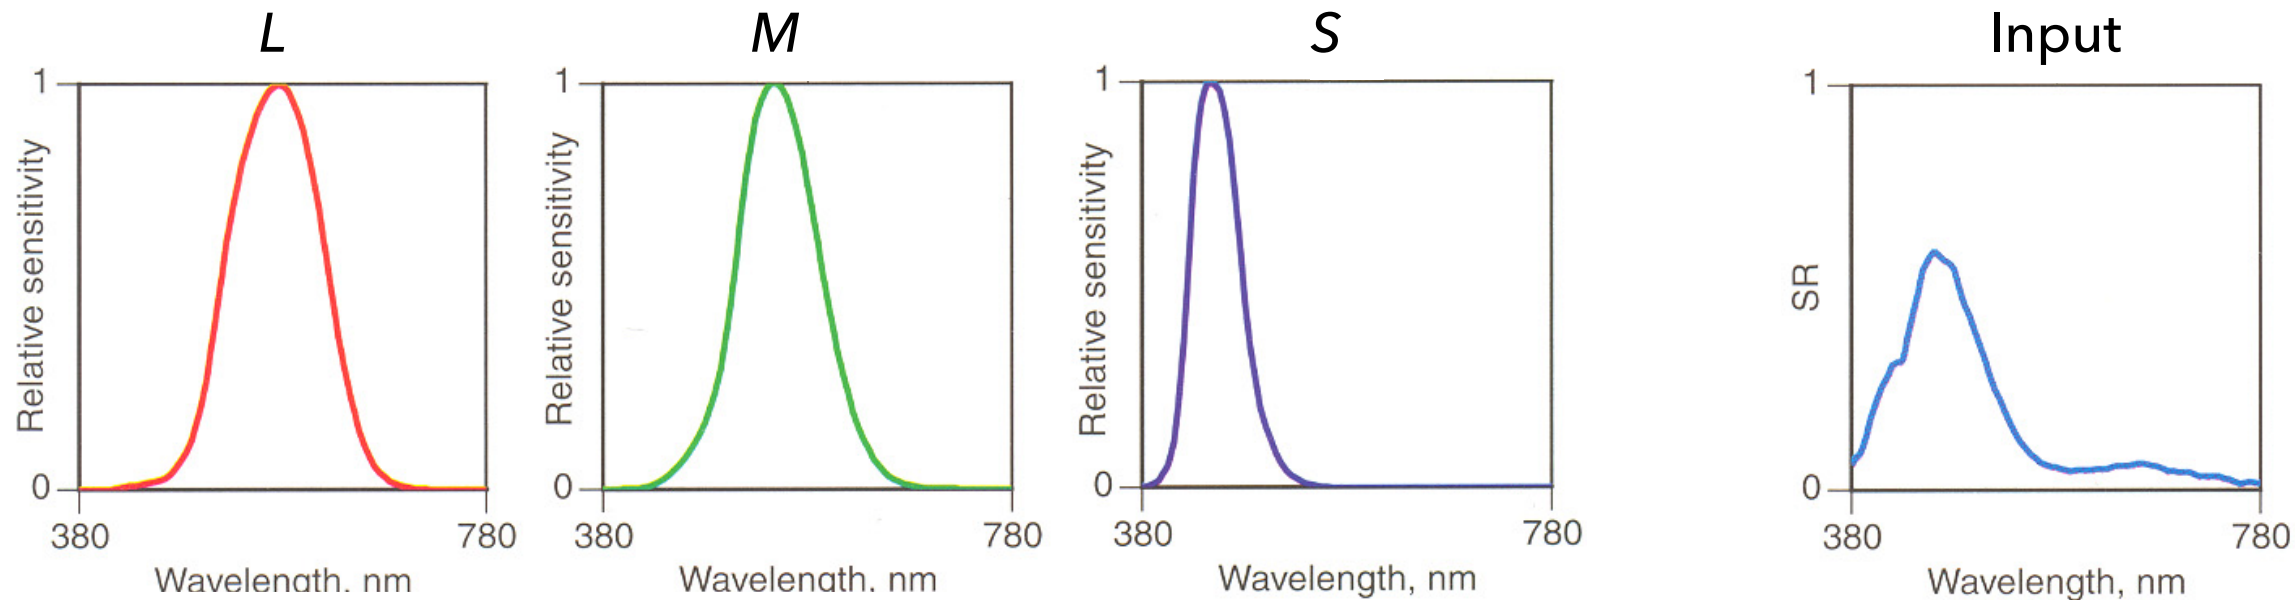 L
1
Relative sensitivity
0
380
780
Wavelength, nm
M
1
Relative sensitivity
0
380
780
Wavelength, nm
S
1
Relative sensitivity
0
380
780
Wavelength, nm
Input
1
SR
0
380
780
Wavelength, nm